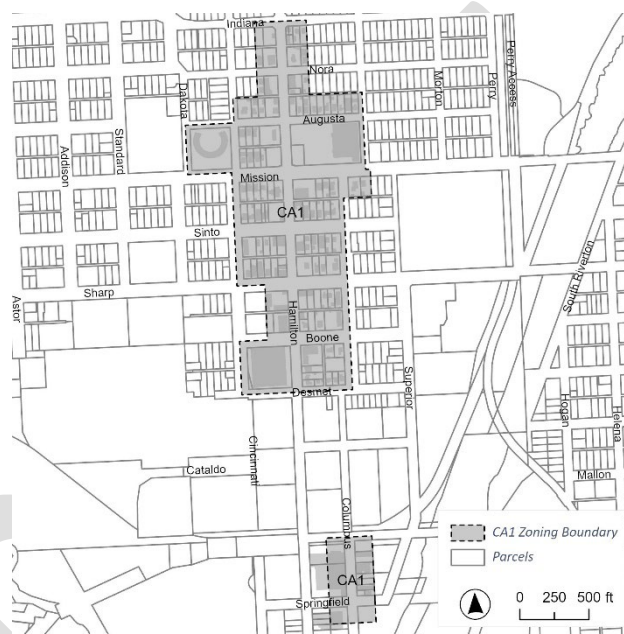 Indiana
Nora
Dakota
Morton
Perry
Perry Access
Augusta
Addison
Standard
Mission
CA1
Sinto
South Riverton
Sharp
Astor
Hamilton
Boone
Superior
Desmet
Hogan
Helena
Cincinnati
Cataldo
Mallon
Columbus
CA1 Zoning Boundary
Parcels
CA1
Springfield
0 250 500 ft